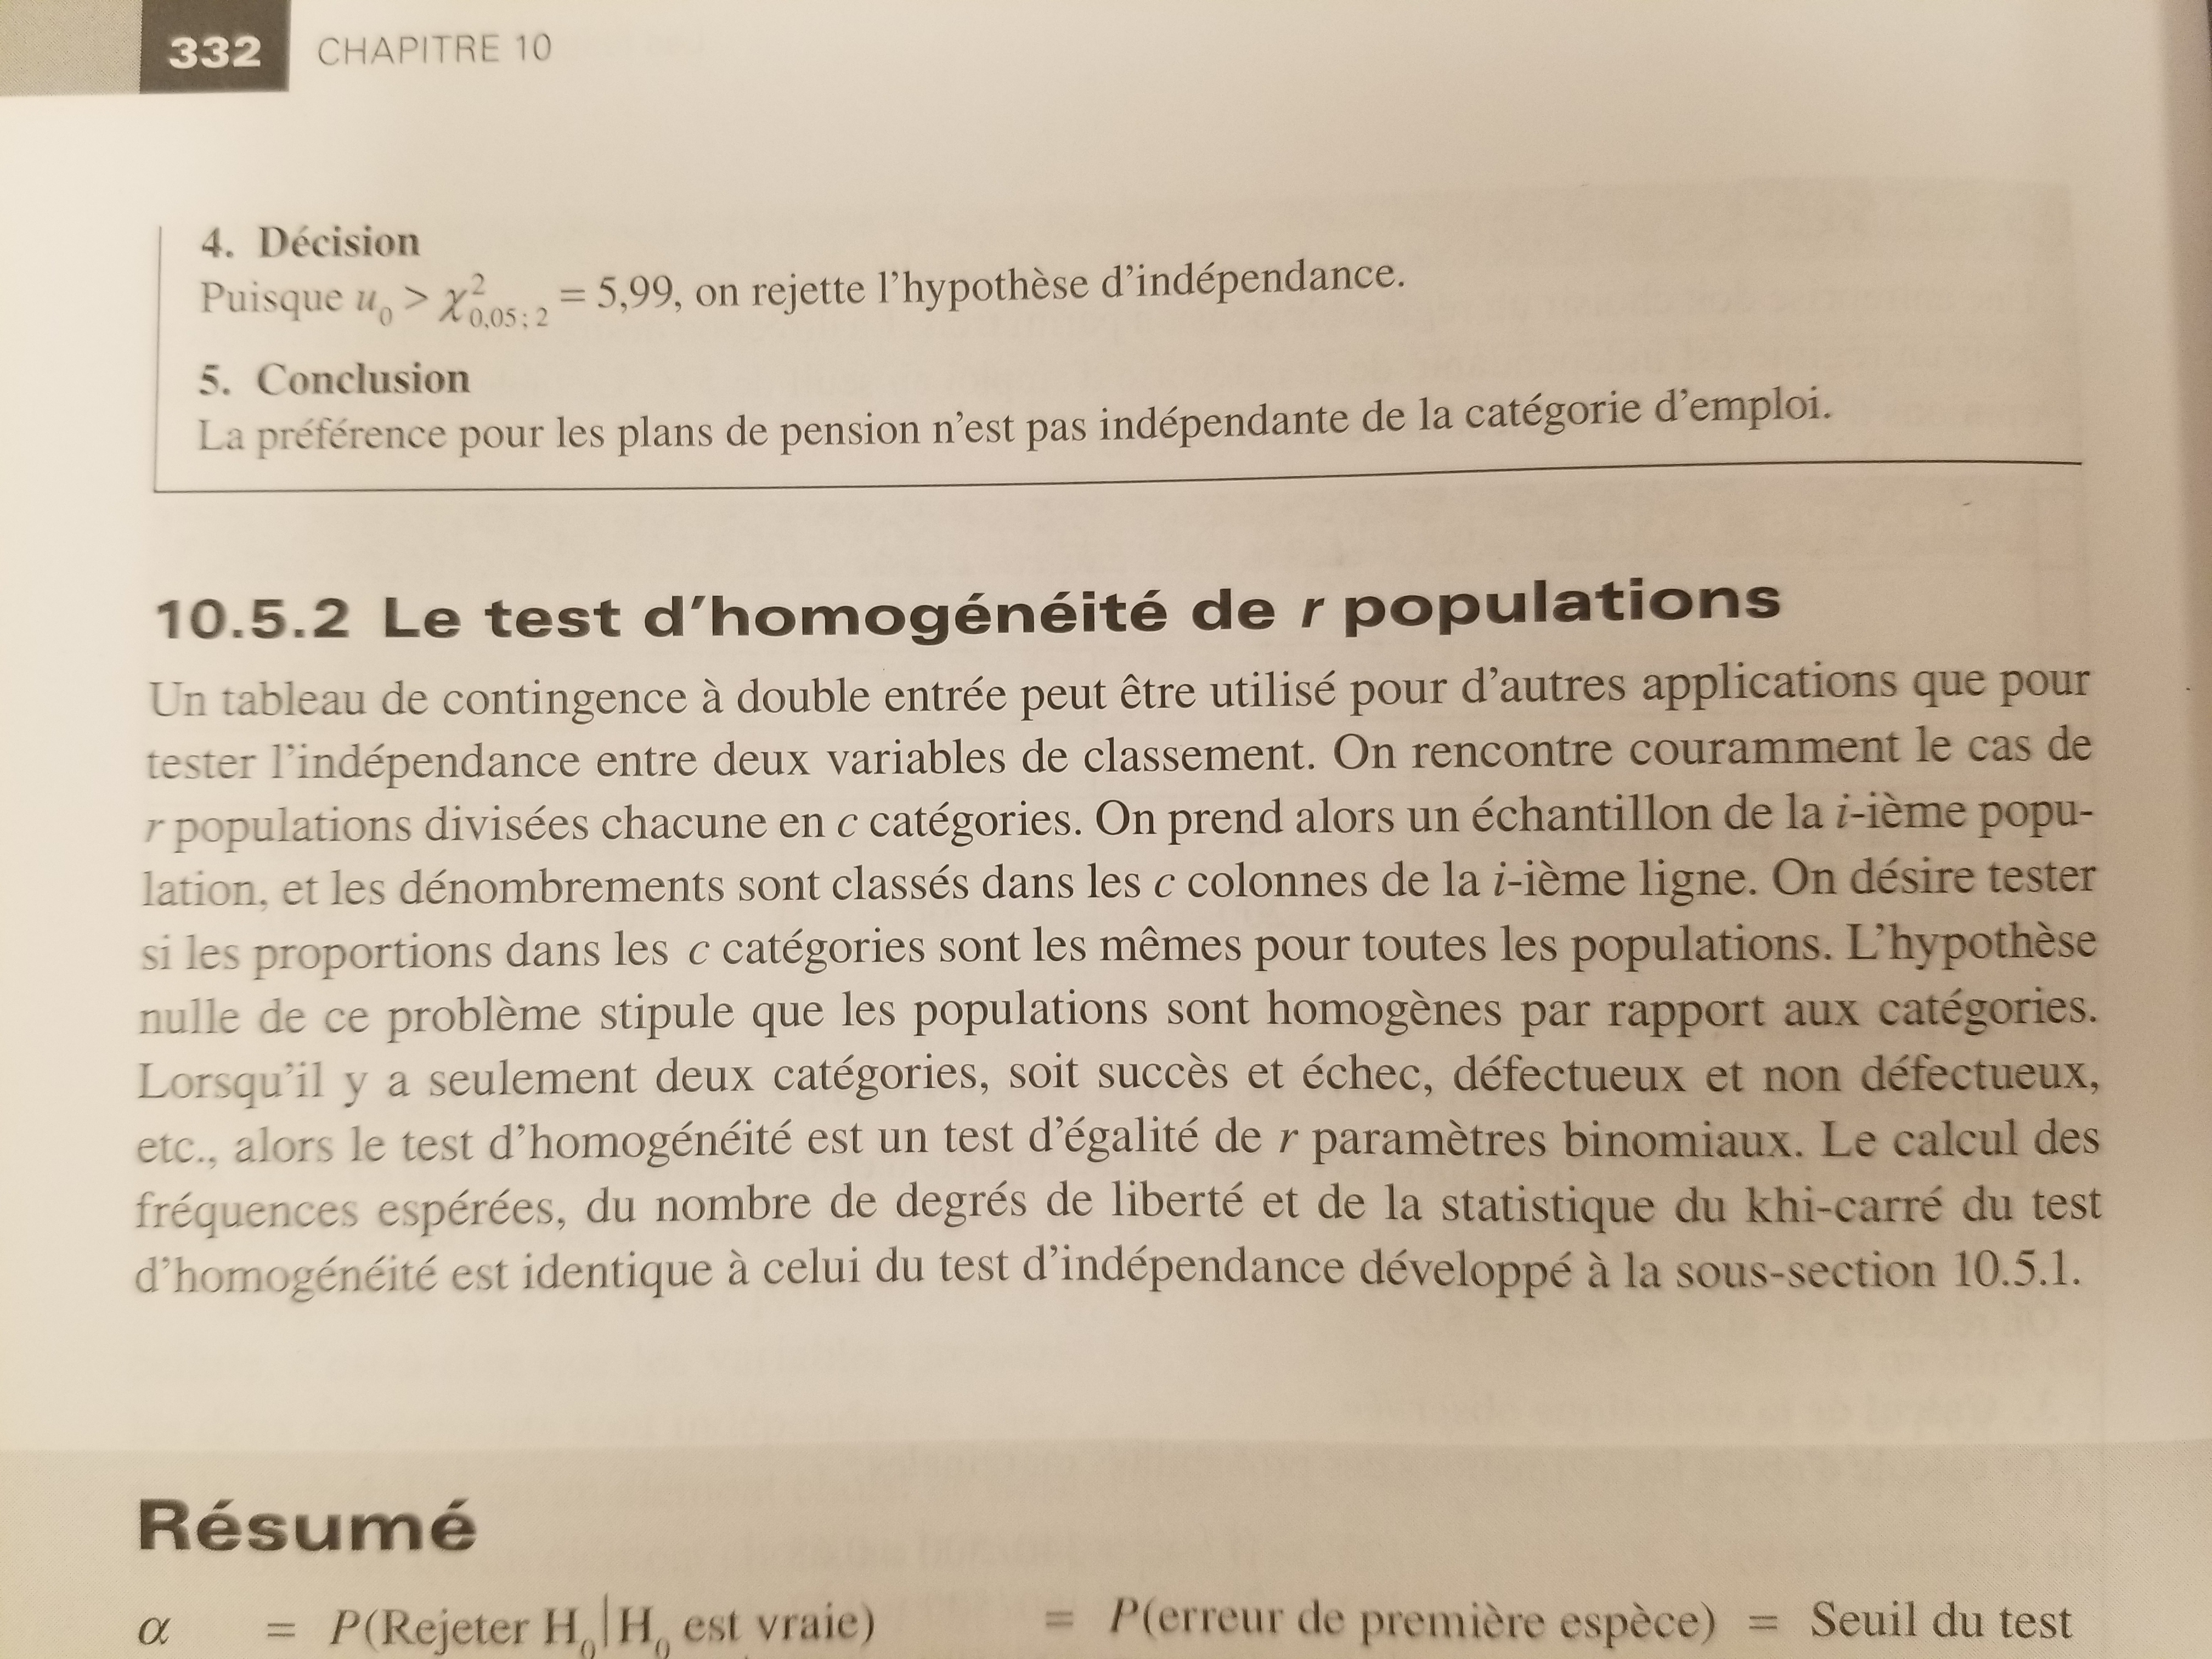 332 CHAPITRE 10
4. Décision
Puisque u₀ > χ²₀,₀₅ ; ₂ = 5,99, on rejette l’hypothèse d’indépendance.
5. Conclusion
La préférence pour les plans de pension n’est pas indépendante de la catégorie d’emploi.
10.5.2 Le test d’homogénéité de r populations
Un tableau de contingence à double entrée peut être utilisé pour d’autres applications que pour
tester l’indépendance entre deux variables de classement. On rencontre couramment le cas de
r populations divisées chacune en c catégories. On prend alors un échantillon de la i-ième popu-
lation, et les dénombrements sont classés dans les c colonnes de la i-ième ligne. On désire tester
si les proportions dans les c catégories sont les mêmes pour toutes les populations. L’hypothèse
nulle de ce problème stipule que les populations sont homogènes par rapport aux catégories.
Lorsqu’il y a seulement deux catégories, soit succès et échec, défectueux et non défectueux,
etc., alors le test d’homogénéité est un test d’égalité de r paramètres binomiaux. Le calcul des
fréquences espérées, du nombre de degrés de liberté et de la statistique du khi-carré du test
d’homogénéité est identique à celui du test d’indépendance développé à la sous-section 10.5.1.
Résumé
α = P(Rejeter H₀|H₀ est vraie) = P(erreur de première espèce) = Seuil du test